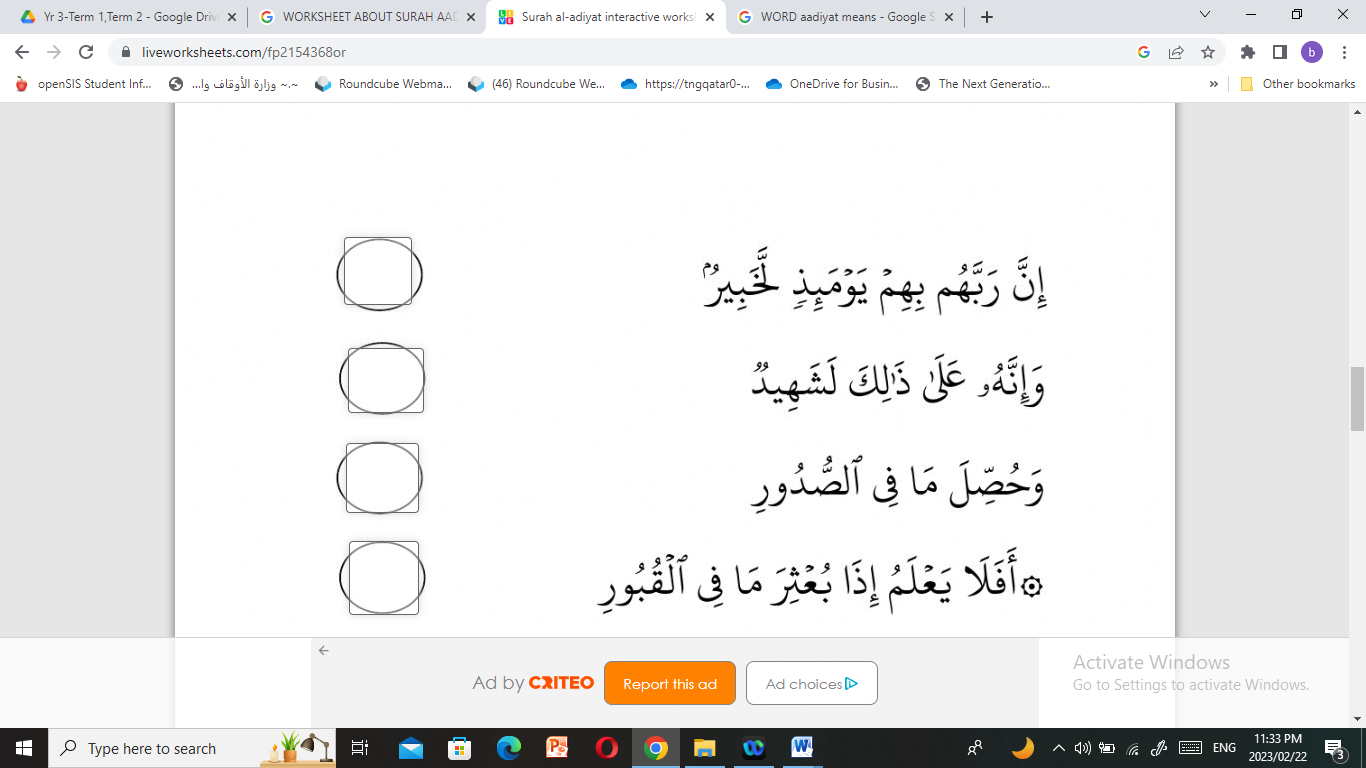 Yr 3-Term 1,Term 2 - Google Driv
WORKSHEET ABOUT SURAH AAD
Surah al-adiyat interactive works
WORD aadiyat means - Google S
liveworksheets.com/fp2154368or
b
openSIS Student Inf...
~.~ وزارة الأوقاف وا...
Roundcube Webma...
(46) Roundcube We...
https://tngqatar0-...
OneDrive for Busin...
The Next Generatio...
»
Other bookmarks
إِنَّ رَبَّهُم بِهِمۡ يَوۡمَئِذٖ لَّخَبِيرُۢ
وَإِنَّهُۥ عَلَىٰ ذَٰلِكَ لَشَهِيدٞ
وَحُصِّلَ مَا فِى ٱلصُّدُورِ
۞ أَفَلَا يَعۡلَمُ إِذَا بُعۡثِرَ مَا فِى ٱلۡقُبُورِ
Ad by CRITEO
Report this ad
Ad choices
Activate Windows
Go to Settings to activate Windows.
Type here to search
ENG
11:33 PM
2023/02/22
3